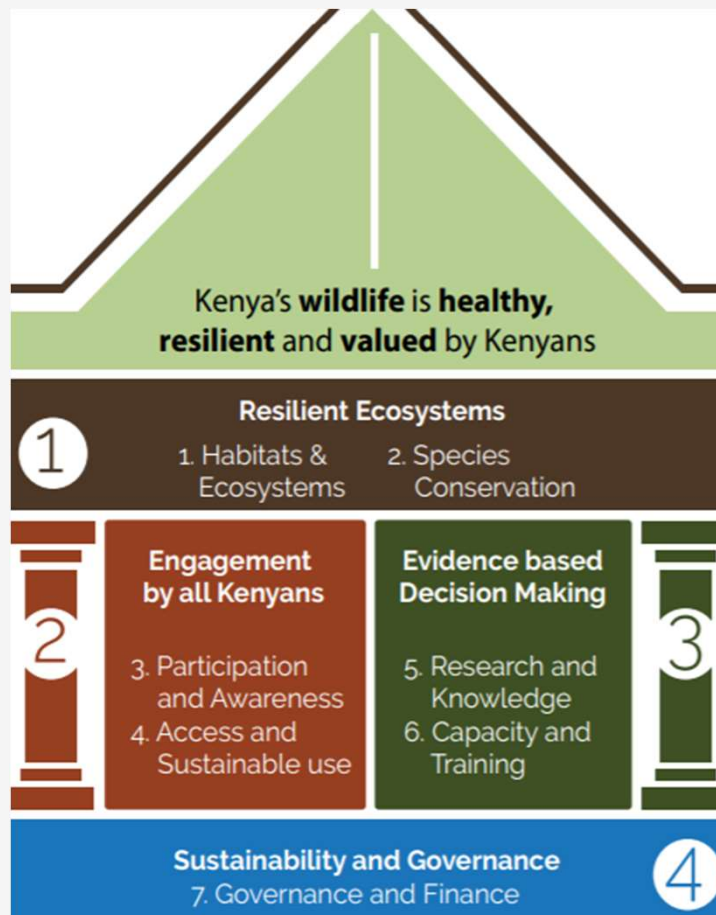 Kenya's wildlife is healthy,
resilient and valued by Kenyans
1
Resilient Ecosystems
1. Habitats &
Ecosystems
2. Species
Conservation
2
Engagement
by all Kenyans
3. Participation
and Awareness
4. Access and
Sustainable use
Evidence based
Decision Making
5. Research and
Knowledge
6. Capacity and
Training
3
Sustainability and Governance
7. Governance and Finance
4